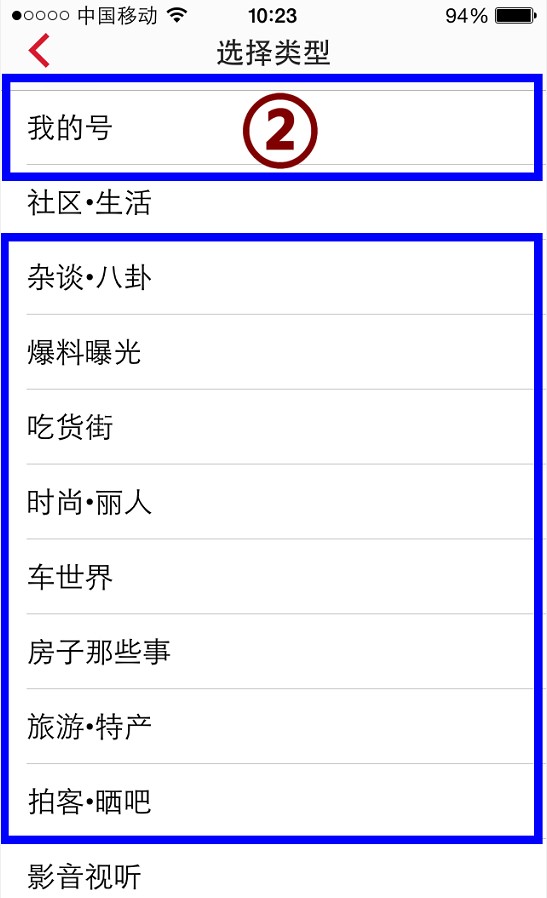 中国移动 10:23 94%
选择类型
我的号 ②
社区•生活
杂谈•八卦
爆料曝光
吃货街
时尚•丽人
车世界
房子那些事
旅游•特产
拍客•晒吧
影音视听